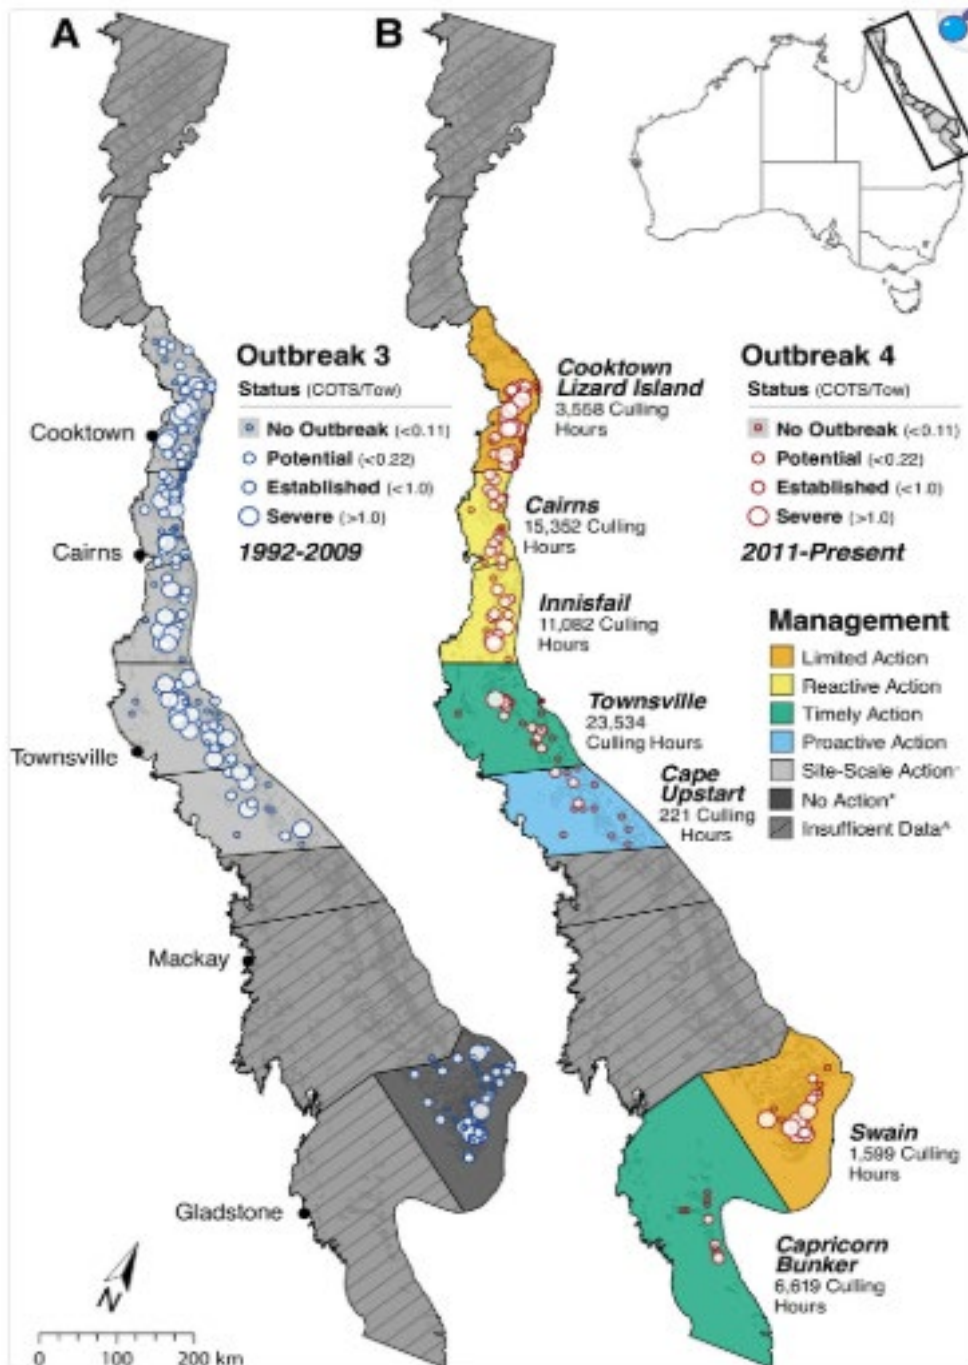 A
B
Outbreak 3
Status (COTS/Tow)
No Outbreak (<0.11)
Potential (<0.22)
Established (<1.0)
Severe (>1.0)
1992-2009
Cooktown
Cairns
Townsville
Mackay
Gladstone
N
0 100 200 km
Cooktown
Lizard Island
3,558 Culling
Hours
Cairns
15,352 Culling
Hours
Innisfail
11,082 Culling
Hours
Townsville
23,534
Culling Hours
Cape
Upstart
221 Culling
Hours
Swain
1,599 Culling
Hours
Capricorn
Bunker
6,619 Culling
Hours
Outbreak 4
Status (COTS/Tow)
No Outbreak (<0.11)
Potential (<0.22)
Established (<1.0)
Severe (>1.0)
2011-Present
Management
Limited Action
Reactive Action
Timely Action
Proactive Action
Site-Scale Action~
No Action*
Insufficent Data^